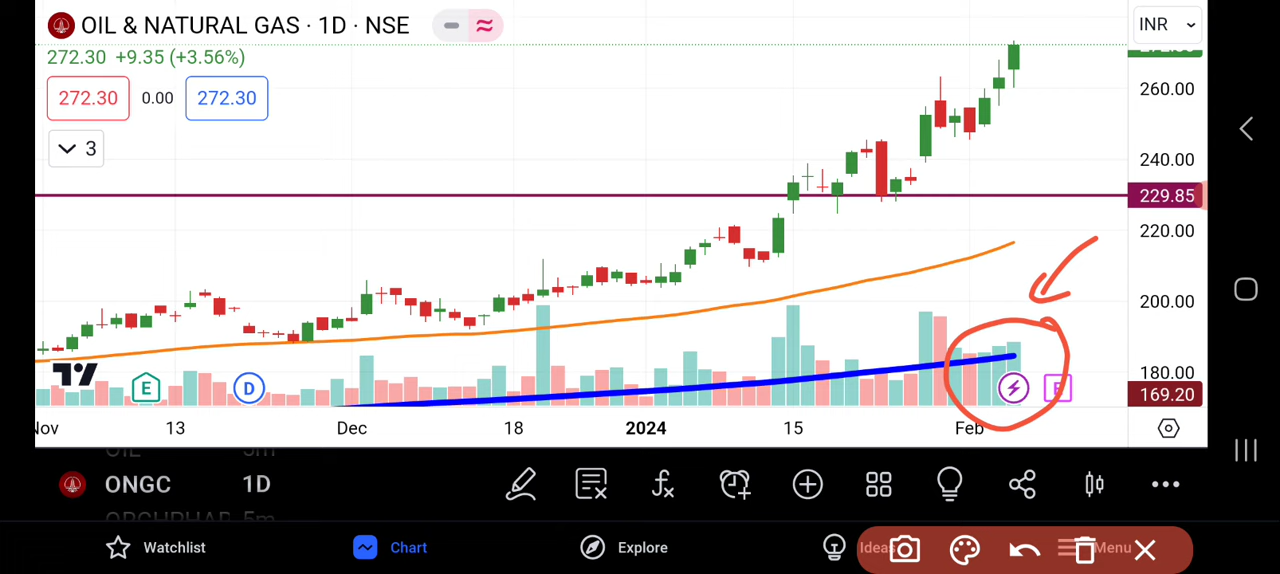 OIL & NATURAL GAS · 1D · NSE
INR
272.30 +9.35 (+3.56%)
272.30 0.00 272.30
3
260.00
240.00
229.85
220.00
200.00
180.00
169.20
E D
Nov 13 Dec 18 2024 15 Feb
ONGC 1D
Watchlist Chart Explore Ideas Menu